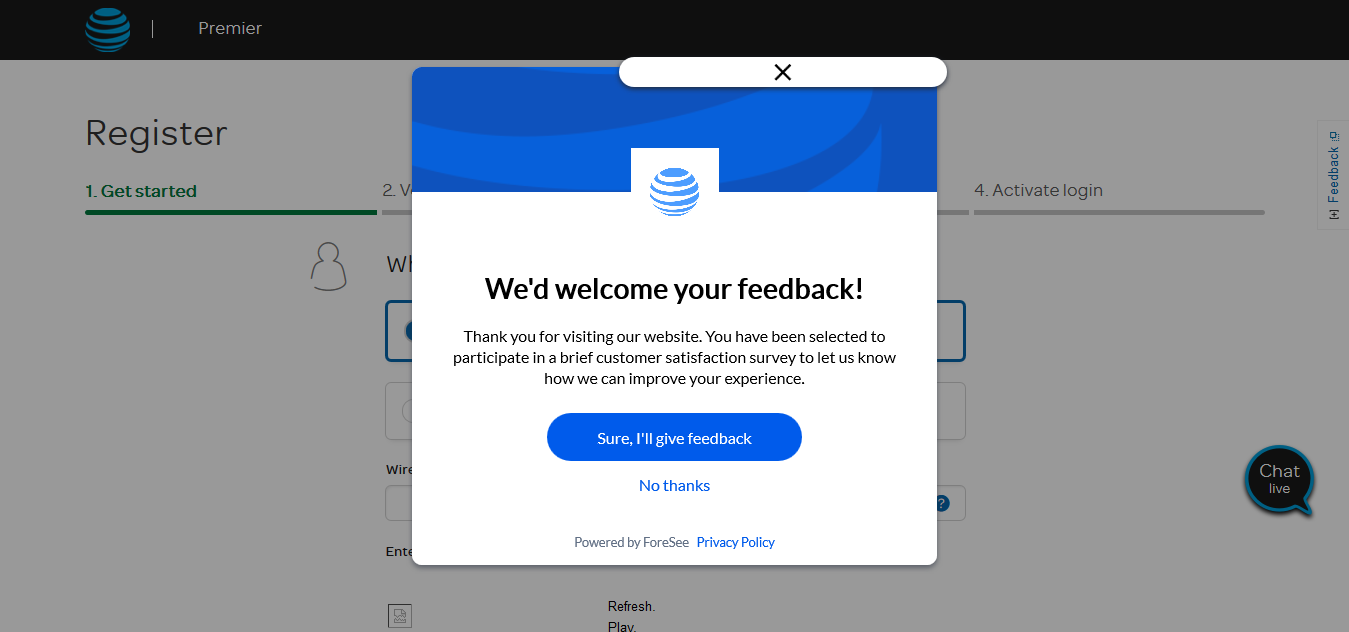 Premier
Register
1. Get started
2. V
4. Activate login
Feedback
Wh
We'd welcome your feedback!
Thank you for visiting our website. You have been selected to
participate in a brief customer satisfaction survey to let us know
how we can improve your experience.
Sure, I'll give feedback
No thanks
Powered by ForeSee Privacy Policy
Wire
?
Ente
Chat
live
Refresh.
Play.